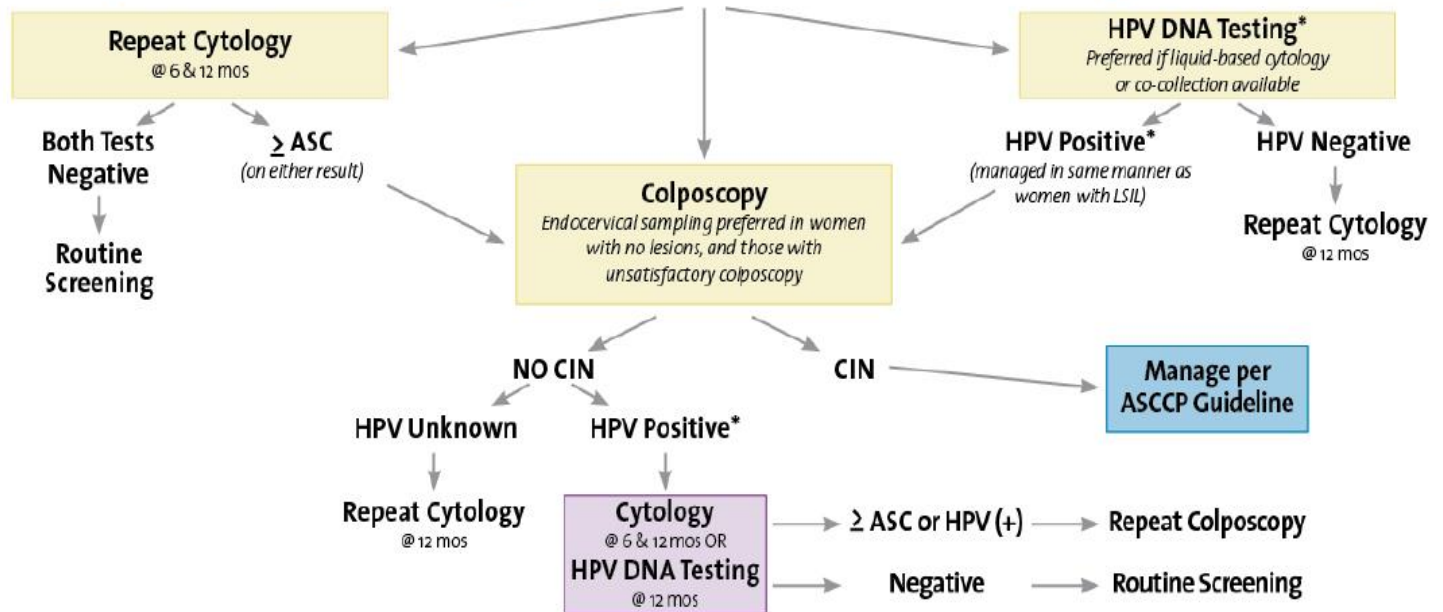 Repeat Cytology
@ 6 & 12 mos
HPV DNA Testing*
Preferred if liquid-based cytology
or co-collection available
Both Tests
Negative
≥ ASC
(on either result)
HPV Positive*
(managed in same manner as
women with LSIL)
HPV Negative
Routine
Screening
Colposcopy
Endocervical sampling preferred in women
with no lesions, and those with
unsatisfactory colposcopy
Repeat Cytology
@ 12 mos
NO CIN
CIN
Manage per
ASCCP Guideline
HPV Unknown
HPV Positive*
Repeat Cytology
@ 12 mos
Cytology
@ 6 & 12 mos OR
HPV DNA Testing
@ 12 mos
≥ ASC or HPV (+)
Repeat Colposcopy
Negative
Routine Screening